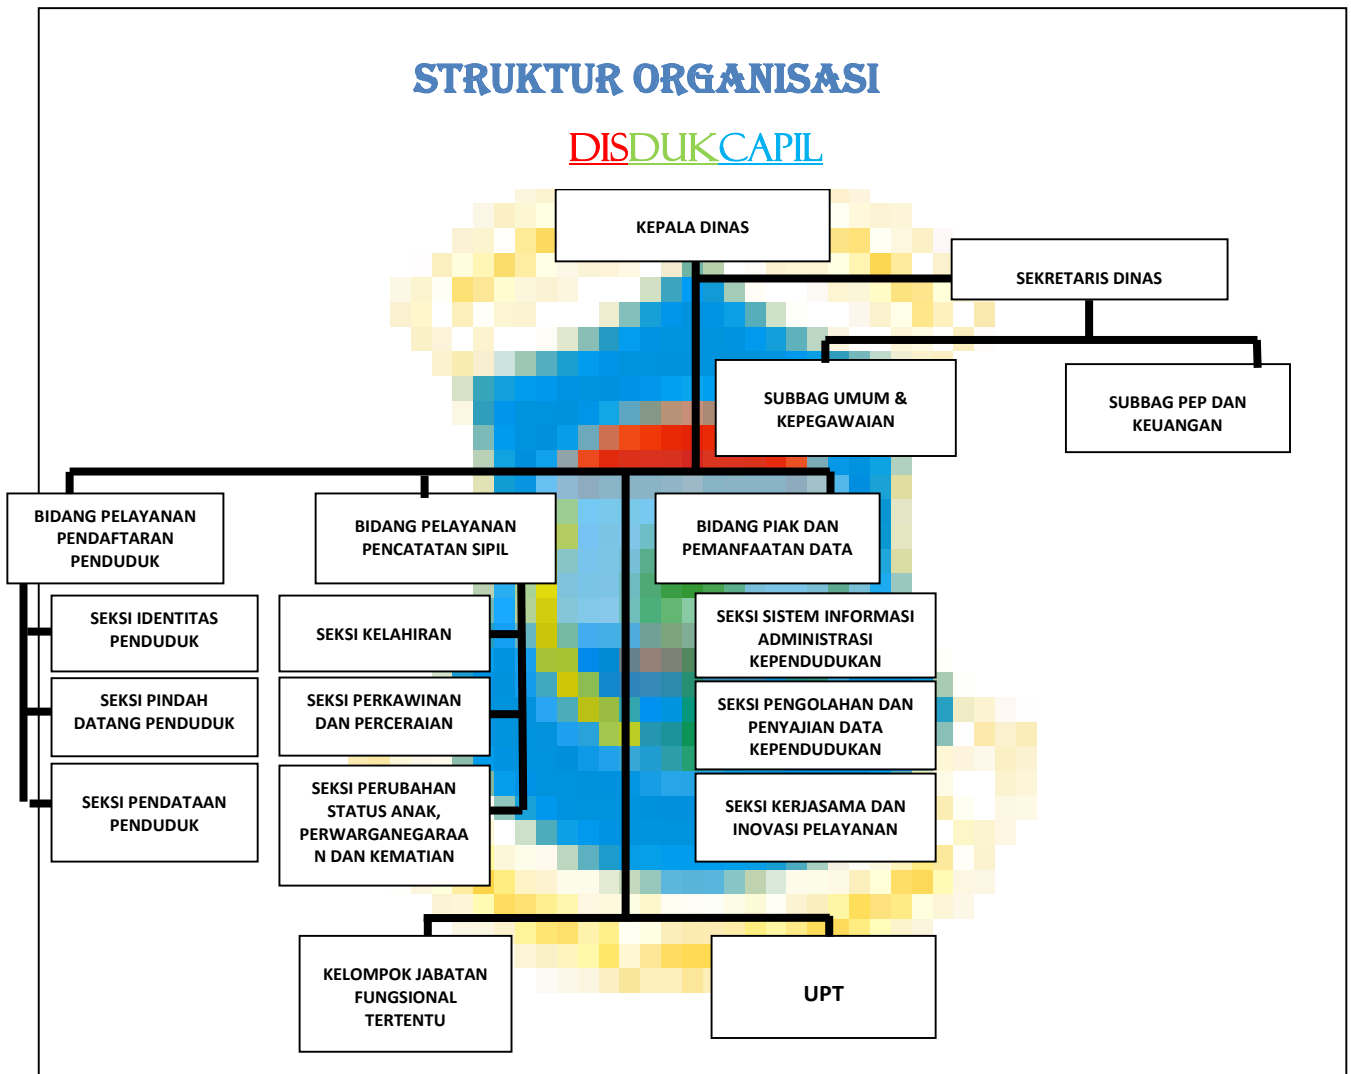 STRUKTUR ORGANISASI
DISDUKCAPIL
KEPALA DINAS
SEKRETARIS DINAS
SUBBAG UMUM &
KEPEGAWAIAN
SUBBAG PEP DAN
KEUANGAN
BIDANG PELAYANAN
PENDAFTARAN
PENDUDUK
BIDANG PELAYANAN
PENCATATAN SIPIL
BIDANG PIAK DAN
PEMANFAATAN DATA
SEKSI IDENTITAS
PENDUDUK
SEKSI PINDAH
DATANG PENDUDUK
SEKSI PENDATAAN
PENDUDUK
SEKSI KELAHIRAN
SEKSI PERKAWINAN
DAN PERCERAIAN
SEKSI PERUBAHAN
STATUS ANAK,
PERWARGANEGARAA
N DAN KEMATIAN
SEKSI SISTEM INFORMASI
ADMINISTRASI
KEPENDUDUKAN
SEKSI PENGOLAHAN DAN
PENYAJIAN DATA
KEPENDUDUKAN
SEKSI KERJASAMA DAN
INOVASI PELAYANAN
KELOMPOK JABATAN
FUNGSIONAL
TERTENTU
UPT